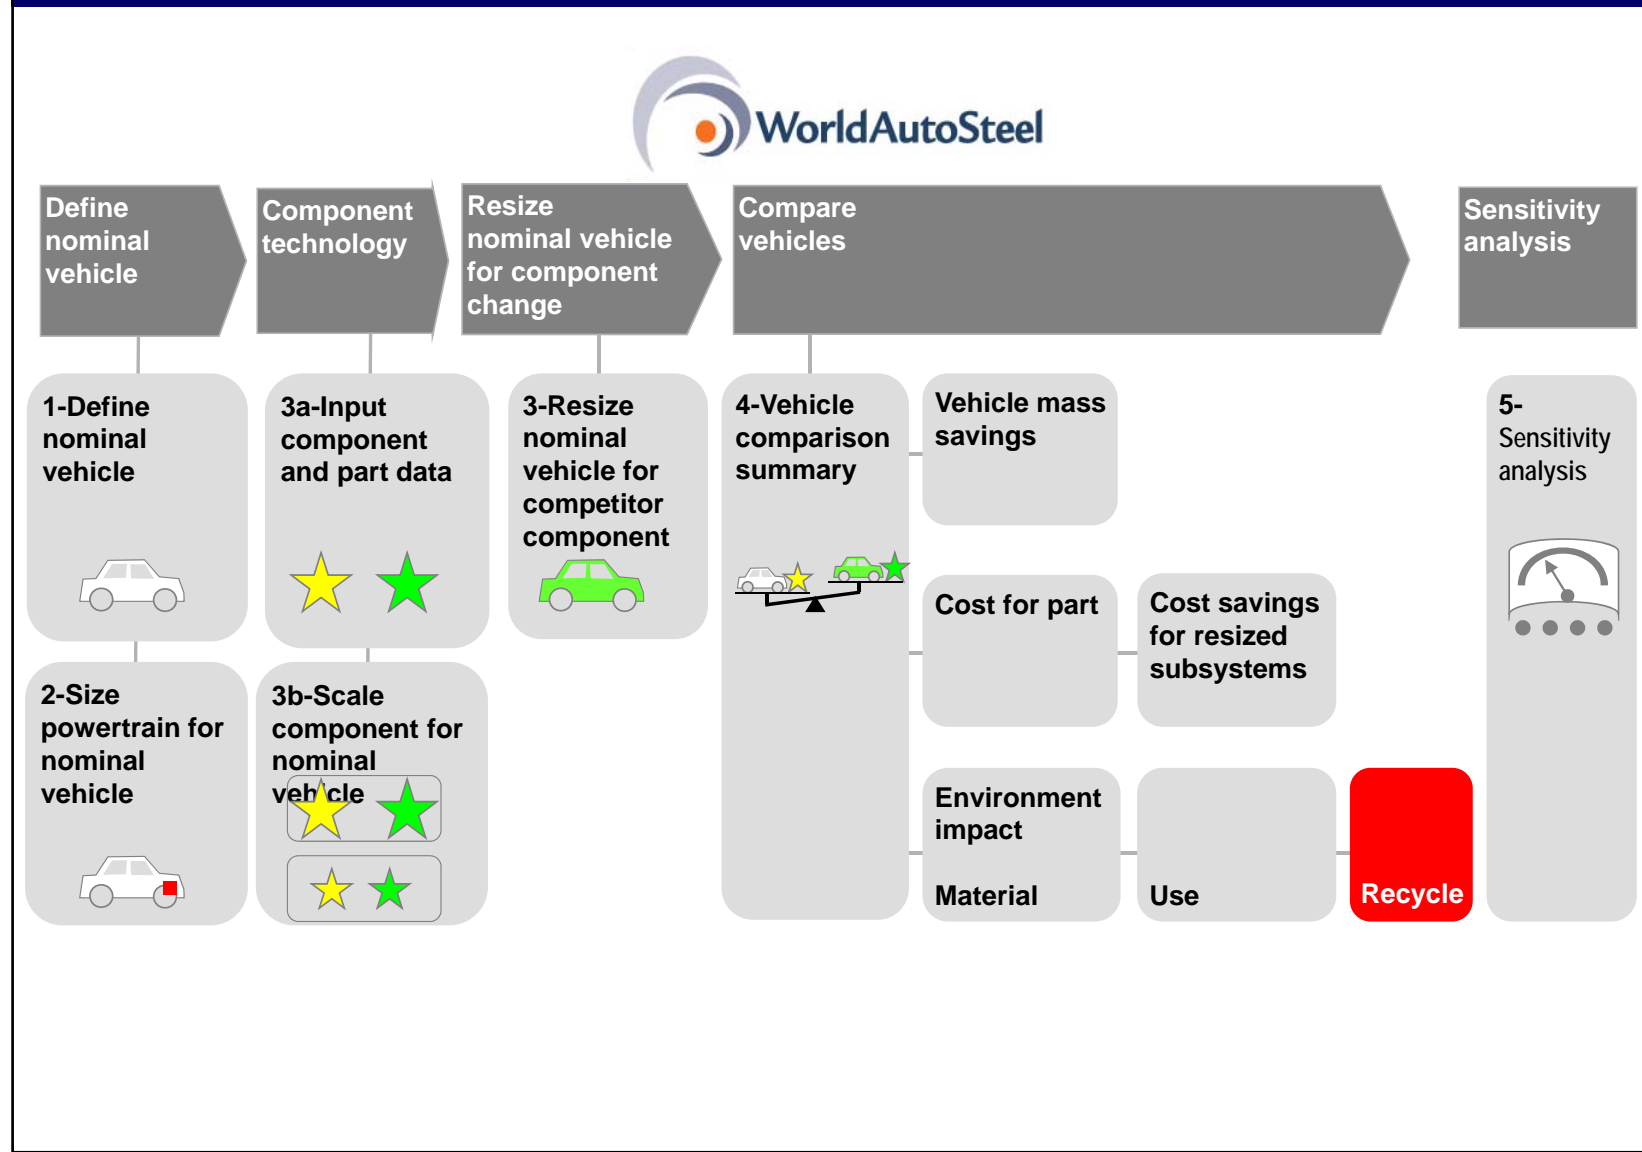 WorldAutoSteel
Define
nominal
vehicle
Component
technology
Resize
nominal vehicle
for component
change
Compare
vehicles
Sensitivity
analysis
1-Define
nominal
vehicle
3a-Input
component
and part data
3-Resize
nominal
vehicle for
competitor
component
4-Vehicle
comparison
summary
Vehicle mass
savings
5-
Sensitivity
analysis
Cost for part
Cost savings
for resized
subsystems
2-Size
powertrain for
nominal
vehicle
3b-Scale
component for
nominal
vehicle
Environment
impact
Material
Use
Recycle